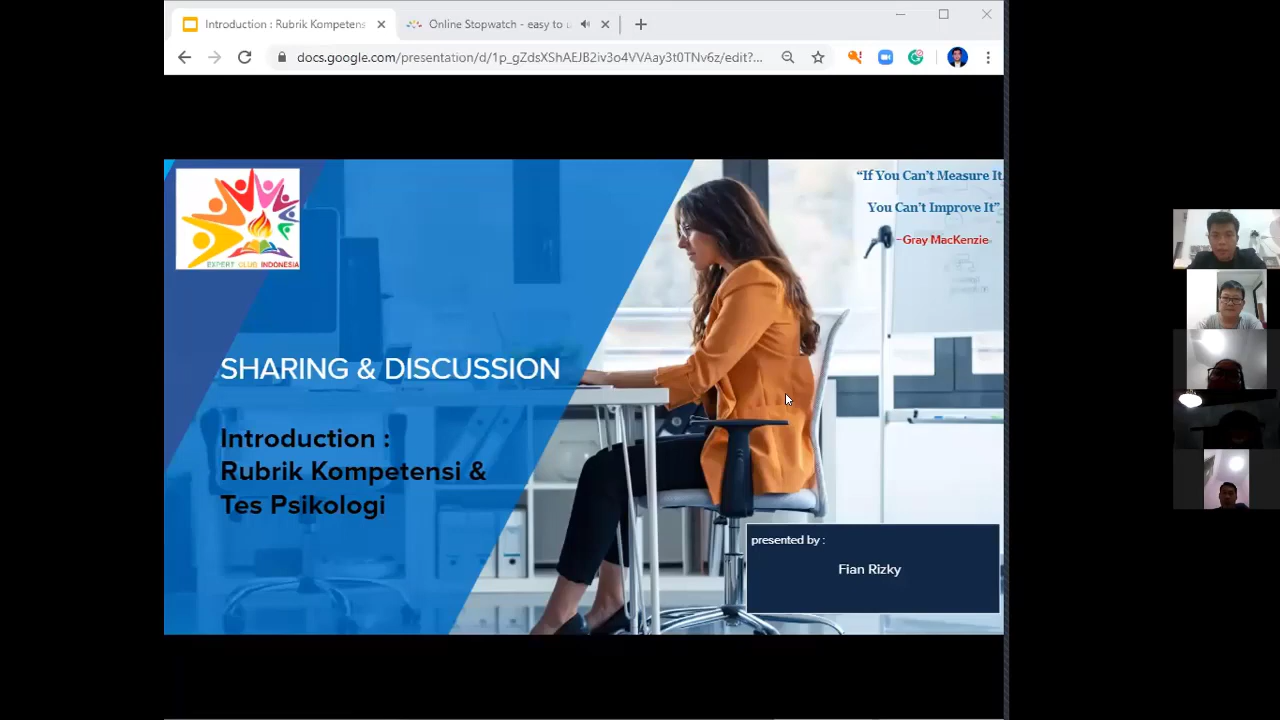 Introduction : Rubrik Kompetens
Online Stopwatch - easy to u
docs.google.com/presentation/d/1p_gZdsXShAEJB2iv3o4VVAay3t0TNv6z/edit?...
EXPERT CLUB INDONESIA
“If You Can't Measure It
You Can't Improve It”
-Gray MacKenzie
SHARING & DISCUSSION
Introduction :
Rubrik Kompetensi &
Tes Psikologi
presented by :
Fian Rizky